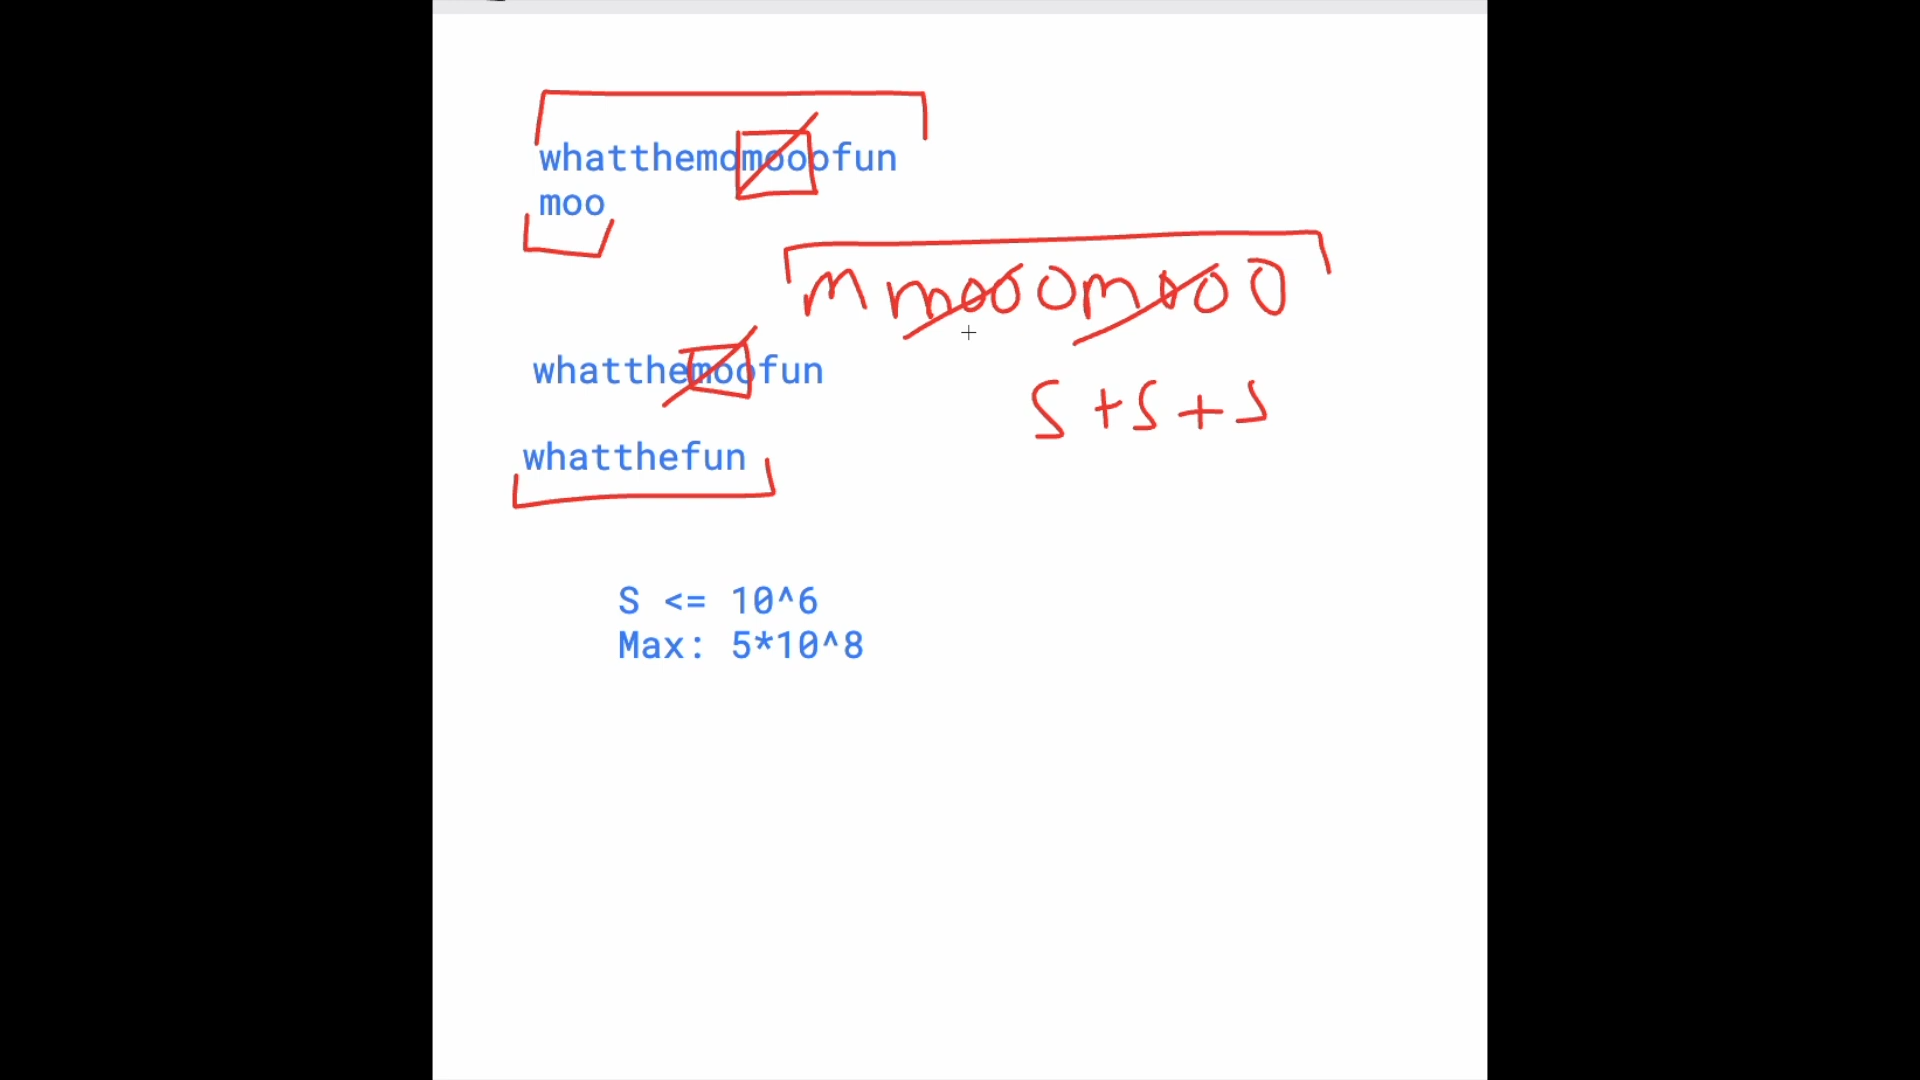 whatthemomooofun
moo
mmooomooo
whatthemoofun
S+S+S
whatthefun
S <= 10^6
Max: 5*10^8